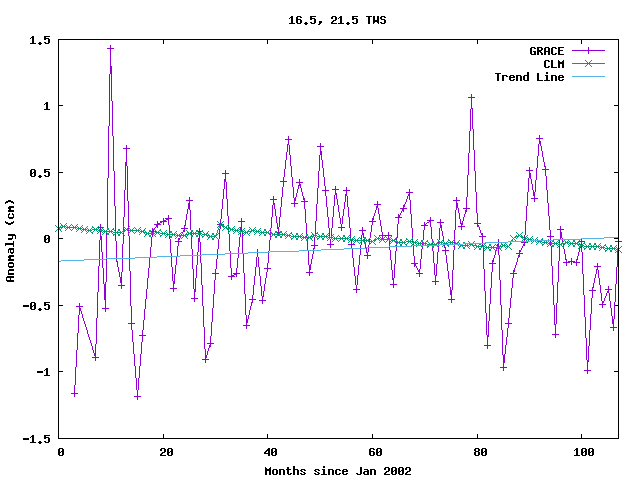 16.5, 21.5 TWS
GRACE
CLM
Trend Line
1.5
1
0.5
0
-0.5
-1
-1.5
Anomaly (cm)
0 20 40 60 80 100
Months since Jan 2002